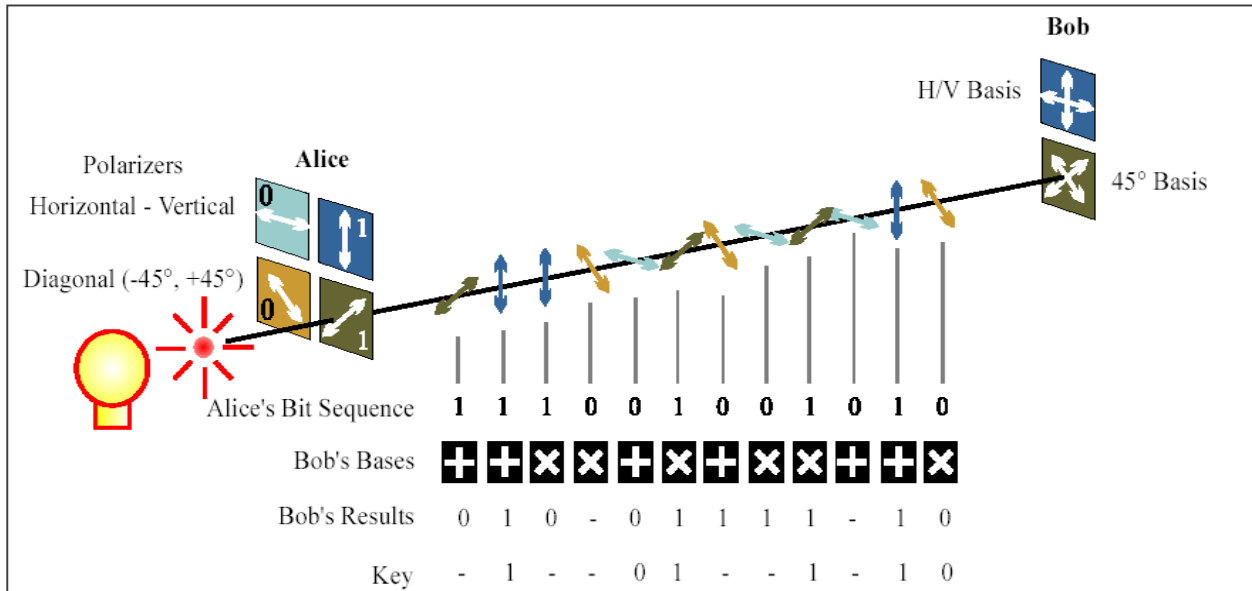 Bob
H/V Basis
45° Basis
Alice
Polarizers
Horizontal - Vertical
Diagonal (-45°, +45°)
0
1
0
1
Alice's Bit Sequence 1 1 1 0 0 1 0 0 1 0 1 0
Bob's Bases + + × × + × + × × + + ×
Bob's Results 0 1 0 - 0 1 1 1 1 - 1 0
Key - 1 - - 0 1 - - 1 - 1 0